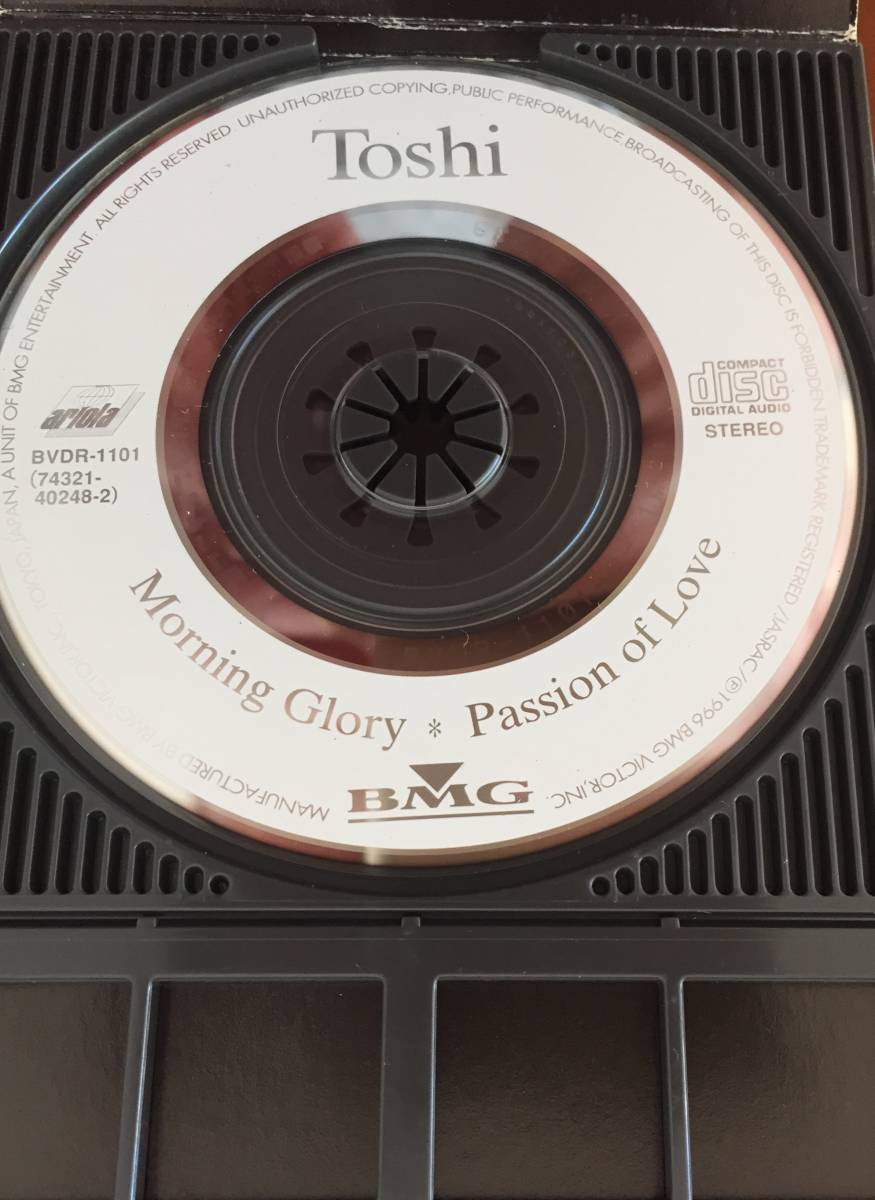 Toshi
COMPACT
disc
DIGITAL AUDIO
STEREO
ariola
BVDR-1101
(74321-
40248-2)
Morning Glory * Passion of Love
BMG
MANUFACTURED BY BMG VICTOR,INC. TOKYO, JAPAN, A UNIT OF BMG ENTERTAINMENT. ALL RIGHTS RESERVED UNAUTHORIZED COPYING,PUBLIC PERFORMANCE,BROADCASTING OF THIS DISC IS FORBIDDEN TRADEMARK REGISTERED /JASRAC/ Ⓟ1996 BMG VICTOR,INC.